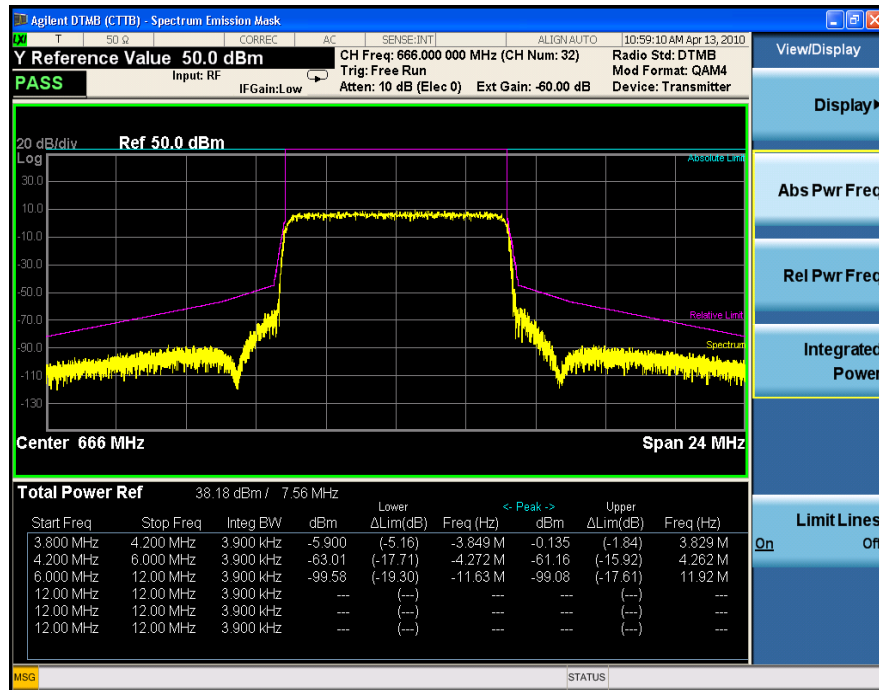 Agilent DTMB (CTTB) - Spectrum Emission Mask
LXI T 50 Ω CORREC AC SENSE:INT ALIGNAUTO 10:59:10 AM Apr 13, 2010
Y Reference Value 50.0 dBm
PASS
Input: RF
IFGain:Low
CH Freq: 666.000 000 MHz (CH Num: 32)
Trig: Free Run
Atten: 10 dB (Elec 0) Ext Gain: -60.00 dB
Radio Std: DTMB
Mod Format: QAM4
Device: Transmitter
20 dB/div Ref 50.0 dBm
Log
Absolute Limit
30.0
10.0
-10.0
-30.0
-50.0
-70.0
Relative Limit
Spectrum
-90.0
-110
-130
Center 666 MHz Span 24 MHz
Total Power Ref 38.18 dBm / 7.56 MHz
Lower <- Peak -> Upper
Start Freq Stop Freq Integ BW dBm ΔLim(dB) Freq (Hz) dBm ΔLim(dB) Freq (Hz)
3.800 MHz 4.200 MHz 3.900 kHz -5.900 (-5.16) -3.849 M -0.135 (-1.84) 3.829 M
4.200 MHz 6.000 MHz 3.900 kHz -63.01 (-17.71) -4.272 M -61.16 (-15.92) 4.262 M
6.000 MHz 12.00 MHz 3.900 kHz -99.58 (-19.30) -11.63 M -99.08 (-17.61) 11.92 M
12.00 MHz 12.00 MHz 3.900 kHz --- (---) --- --- (---) ---
12.00 MHz 12.00 MHz 3.900 kHz --- (---) --- --- (---) ---
12.00 MHz 12.00 MHz 3.900 kHz --- (---) --- --- (---) ---
MSG STATUS
View/Display
Display
Abs Pwr Freq
Rel Pwr Freq
Integrated
Power
Limit Lines
On Off